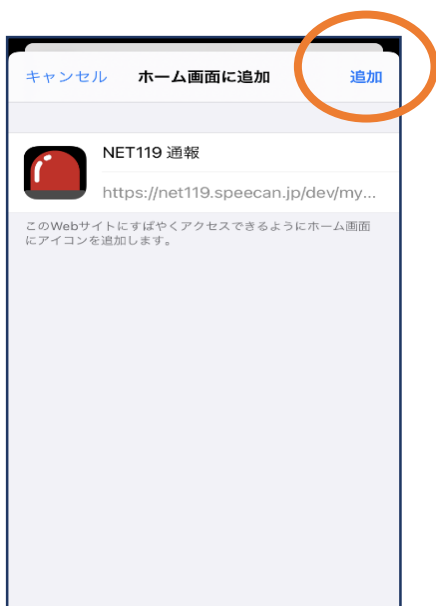 キャンセル ホーム画面に追加 追加
NET119 通報
https://net119.speecan.jp/dev/my...
このWebサイトにすばやくアクセスできるようにホーム画面
にアイコンを追加します。